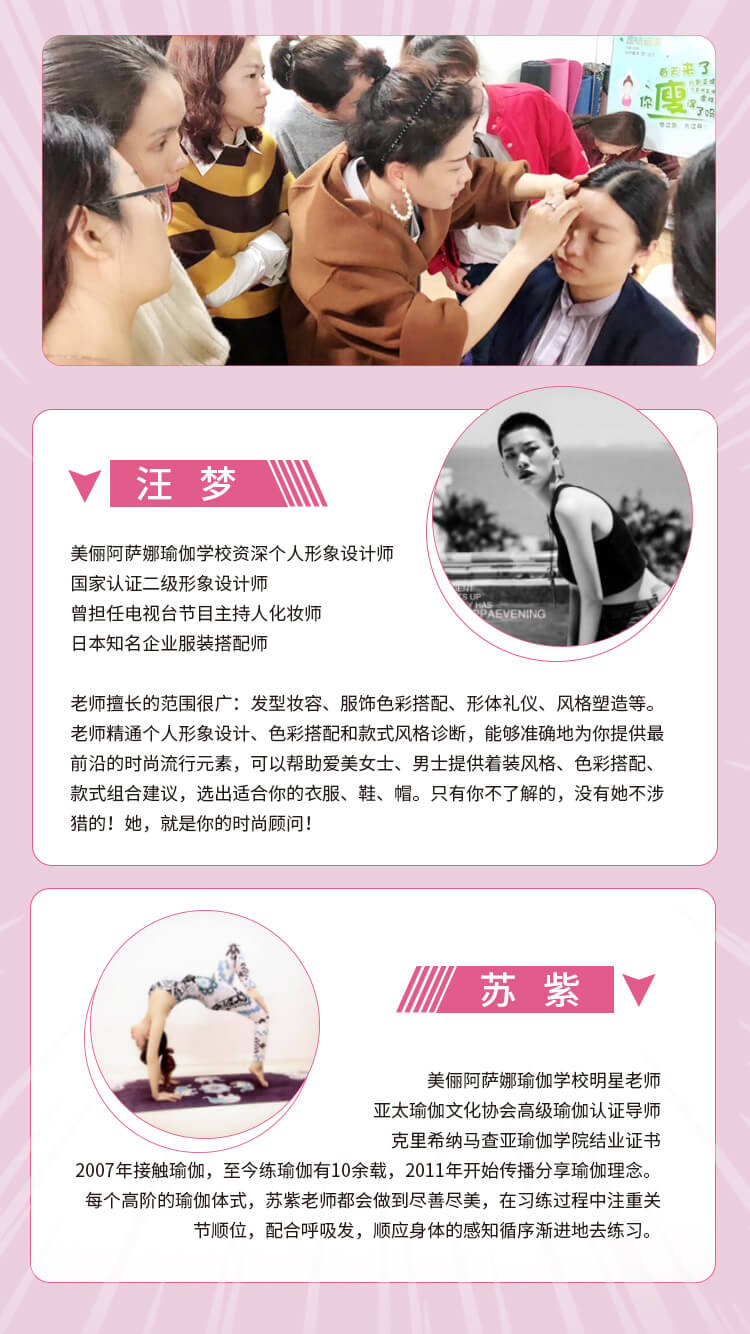 看若来了
你瘦
了吗
汪 梦
美俪阿萨娜瑜伽学校资深个人形象设计师
国家认证二级形象设计师
曾担任电视台节目主持人化妆师
日本知名企业服装搭配师
PAEVENING
老师擅长的范围很广：发型妆容、服饰色彩搭配、形体礼仪、风格塑造等。
老师精通个人形象设计、色彩搭配和款式风格诊断，能够准确地为你提供最
前沿的时尚流行元素，可以帮助爱美女士、男士提供着装风格、色彩搭配、
款式组合建议，选出适合你的衣服、鞋、帽。只有你不了解的，没有她不涉
猎的！她，就是你的时尚顾问！
苏 紫
美俪阿萨娜瑜伽学校明星老师
亚太瑜伽文化协会高级瑜伽认证导师
克里希纳马查亚瑜伽学院结业证书
2007年接触瑜伽，至今练瑜伽有10余载，2011年开始传播分享瑜伽理念。
每个高阶的瑜伽体式，苏紫老师都会做到尽善尽美，在习练过程中注重关
节顺位，配合呼吸发，顺应身体的感知循序渐进地去练习。